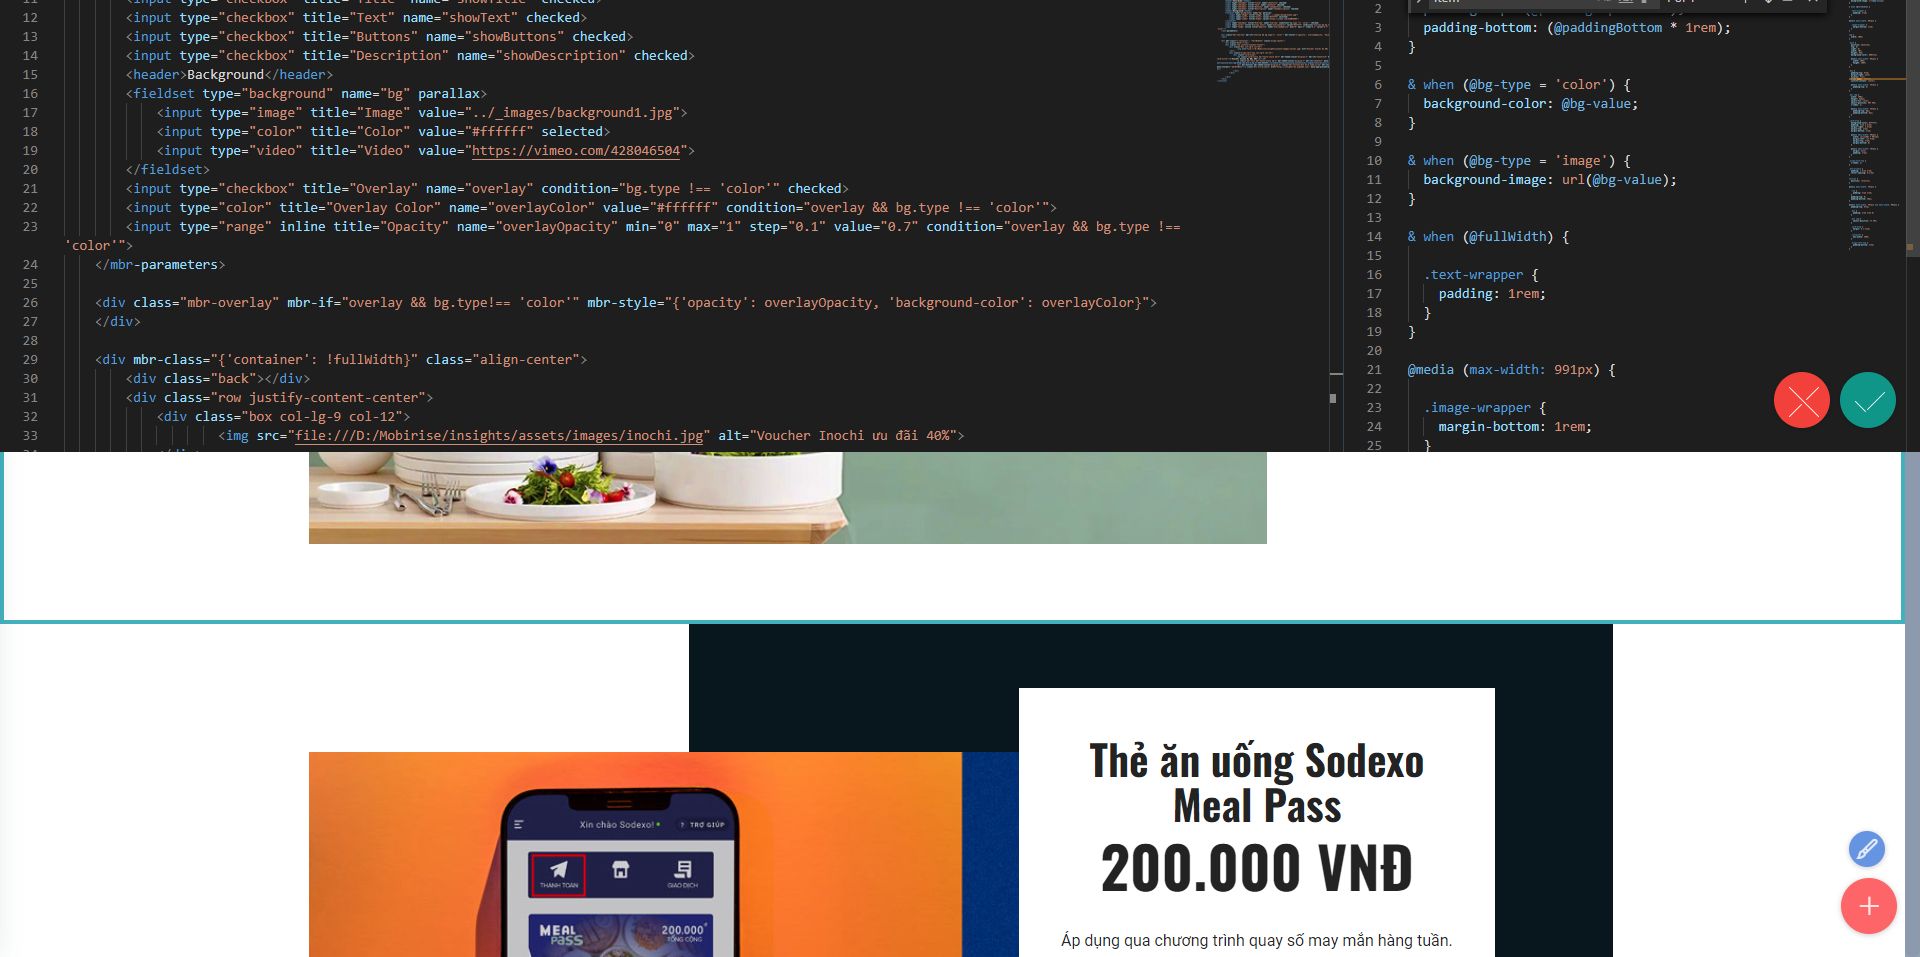 11 <input type="checkbox" title="Title" name="showTitle" checked>
12 <input type="checkbox" title="Text" name="showText" checked>
13 <input type="checkbox" title="Buttons" name="showButtons" checked>
14 <input type="checkbox" title="Description" name="showDescription" checked>
15 <header>Background</header>
16 <fieldset type="background" name="bg" parallax>
17 <input type="image" title="Image" value="../_images/background1.jpg">
18 <input type="color" title="Color" value="#ffffff" selected>
19 <input type="video" title="Video" value="https://vimeo.com/428046504">
20 </fieldset>
21 <input type="checkbox" title="Overlay" name="overlay" condition="bg.type !== 'color'" checked>
22 <input type="color" title="Overlay Color" name="overlayColor" value="#ffffff" condition="overlay && bg.type !== 'color'">
23 <input type="range" inline title="Opacity" name="overlayOpacity" min="0" max="1" step="0.1" value="0.7" condition="overlay && bg.type !==
'color'">
24 </mbr-parameters>
25
26 <div class="mbr-overlay" mbr-if="overlay && bg.type!== 'color'" mbr-style="{'opacity': overlayOpacity, 'background-color': overlayColor}">
27 </div>
28
29 <div mbr-class="{'container': !fullWidth}" class="align-center">
30 <div class="back"></div>
31 <div class="row justify-content-center">
32 <div class="box col-lg-9 col-12">
33 <img src="file:///D:/Mobirise/insights/assets/images/inochi.jpg" alt="Voucher Inochi ưu đãi 40%">
2
3 padding-bottom: (@paddingBottom * 1rem);
4 }
5
6 & when (@bg-type = 'color') {
7 background-color: @bg-value;
8 }
9
10 & when (@bg-type = 'image') {
11 background-image: url(@bg-value);
12 }
13
14 & when (@fullWidth) {
15
16 .text-wrapper {
17 padding: 1rem;
18 }
19 }
20
21 @media (max-width: 991px) {
22
23 .image-wrapper {
24 margin-bottom: 1rem;
25 }
Thẻ ăn uống Sodexo
Meal Pass
200.000 VNĐ
Áp dụng qua chương trình quay số may mắn hàng tuần.
Xin chào Sodexo!
? TRỢ GIÚP
THANH TOÁN
GIAO DỊCH
MEAL
PASS
200.000
TỔNG CỘNG